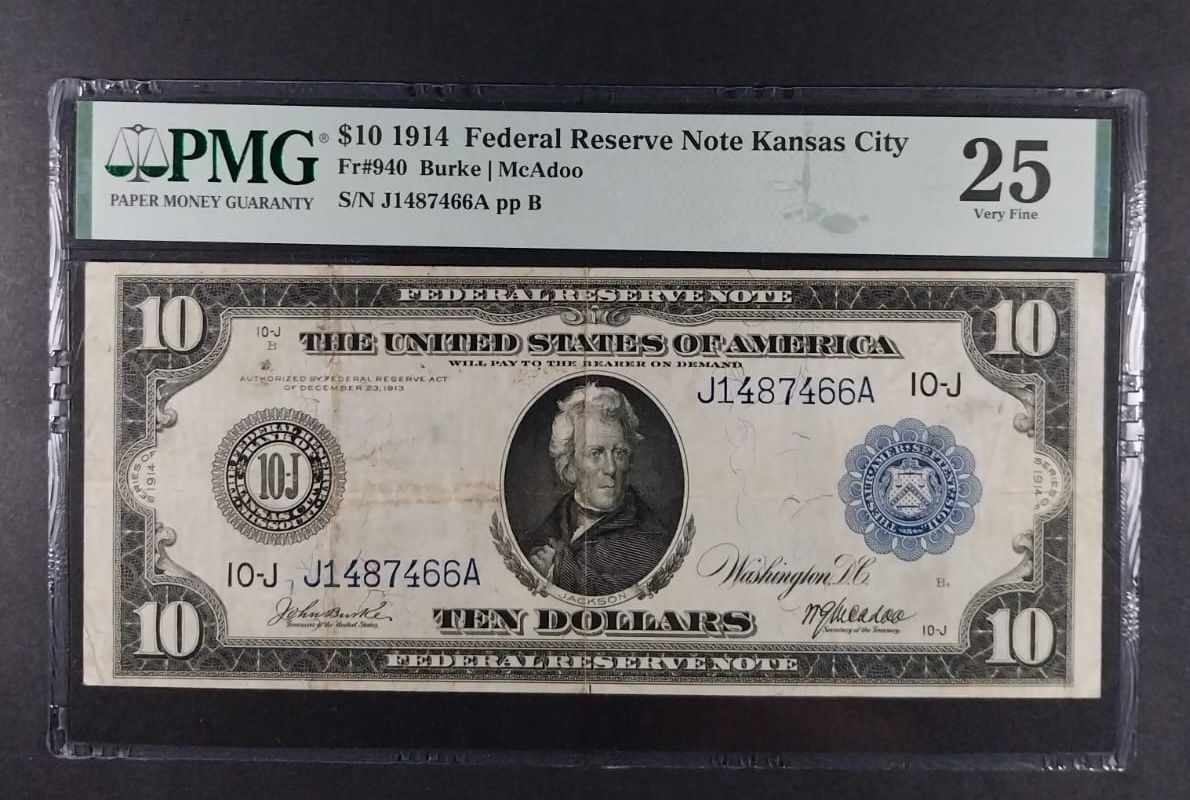 PMG®
PAPER MONEY GUARANTY
$10 1914 Federal Reserve Note Kansas City
Fr#940 Burke | McAdoo
S/N J1487466A pp B
25
Very Fine
FEDERAL RESERVE NOTE
10
10
10-J
B
THE UNITED STATES OF AMERICA
WILL PAY TO THE BEARER ON DEMAND
AUTHORIZED BY FEDERAL RESERVE ACT
OF DECEMBER 23, 1913
J1487466A 10-J
SERIES OF 1914
10-J
SERIES OF 1914
10-J J1487466A
Washington, D.C.
B
JACKSON
John Burke
Treasurer of the United States.
TEN DOLLARS
W G McAdoo
Secretary of the Treasury.
10-J
10
10
FEDERAL RESERVE NOTE